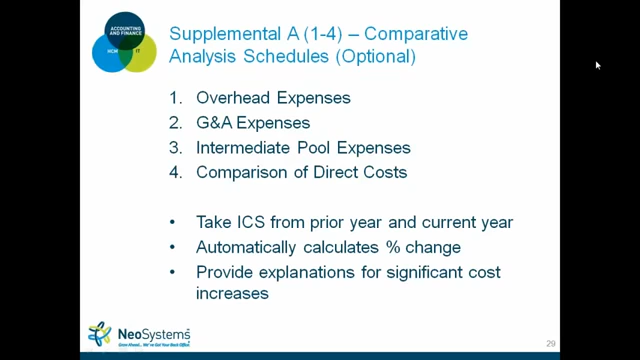 ACCOUNTING
AND FINANCE
HCM
IT
Supplemental A (1-4) – Comparative
Analysis Schedules (Optional)
1. Overhead Expenses
2. G&A Expenses
3. Intermediate Pool Expenses
4. Comparison of Direct Costs
• Take ICS from prior year and current year
• Automatically calculates % change
• Provide explanations for significant cost
increases
NeoSystems
Grow Ahead... We've Got Your Back Office.
29